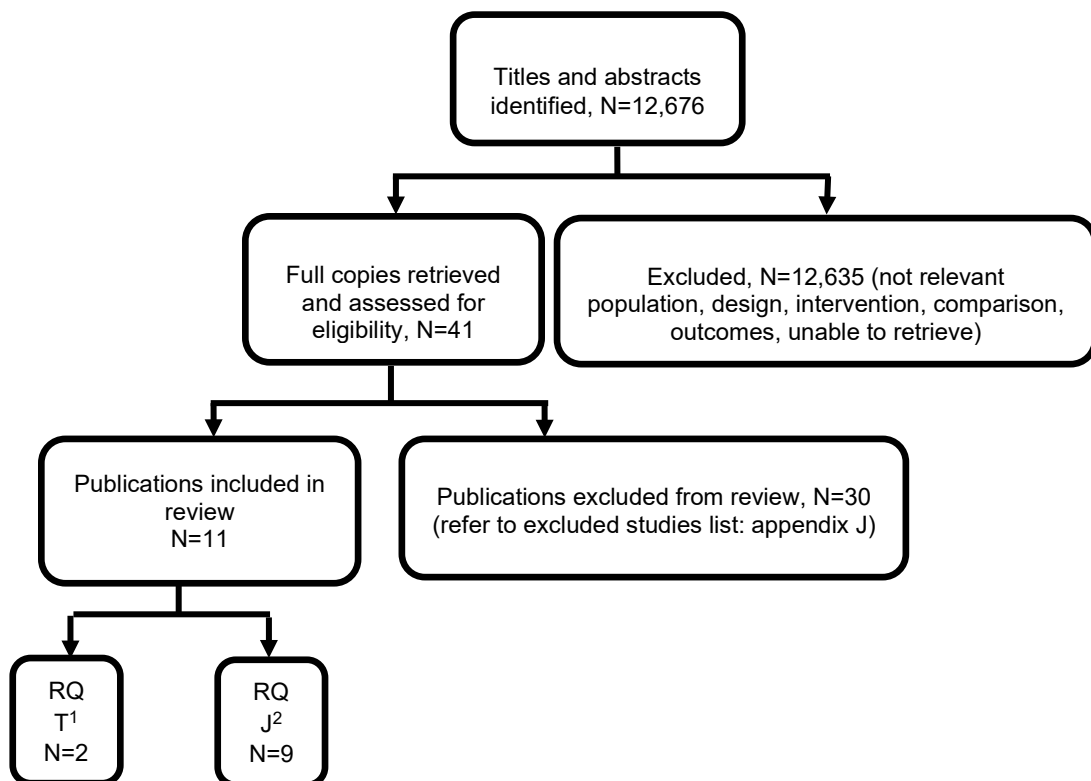 Titles and abstracts
identified, N=12,676
Full copies retrieved
and assessed for
eligibility, N=41
Excluded, N=12,635 (not relevant
population, design, intervention, comparison,
outcomes, unable to retrieve)
Publications included in
review
N=11
Publications excluded from review, N=30
(refer to excluded studies list: appendix J)
RQ
T¹
N=2
RQ
J²
N=9